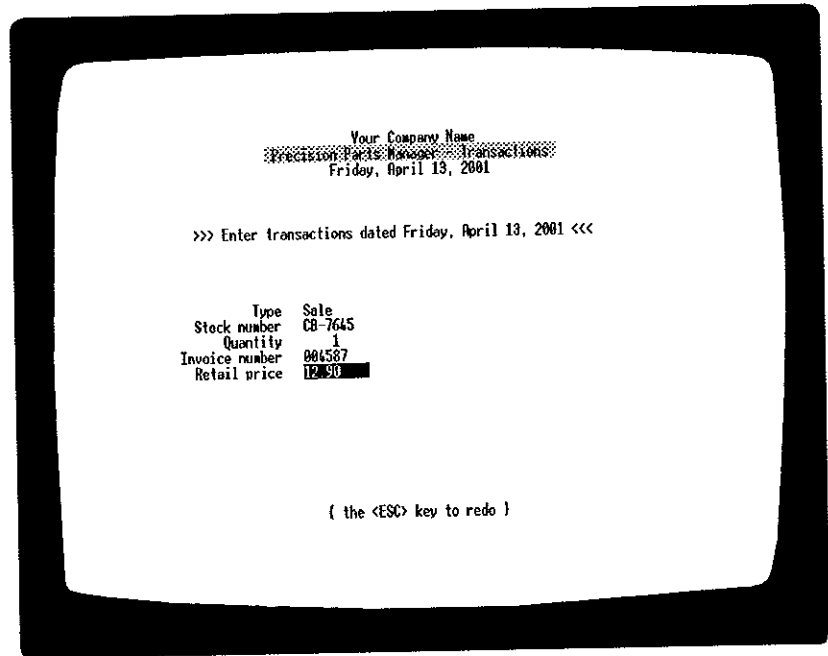 Your Company Name
Precision Parts Manager - Transactions
Friday, April 13, 2001
>>> Enter transactions dated Friday, April 13, 2001 <<<
Type Sale
Stock number CB-7645
Quantity 1
Invoice number 004587
Retail price 12.90
{ the <ESC> key to redo }